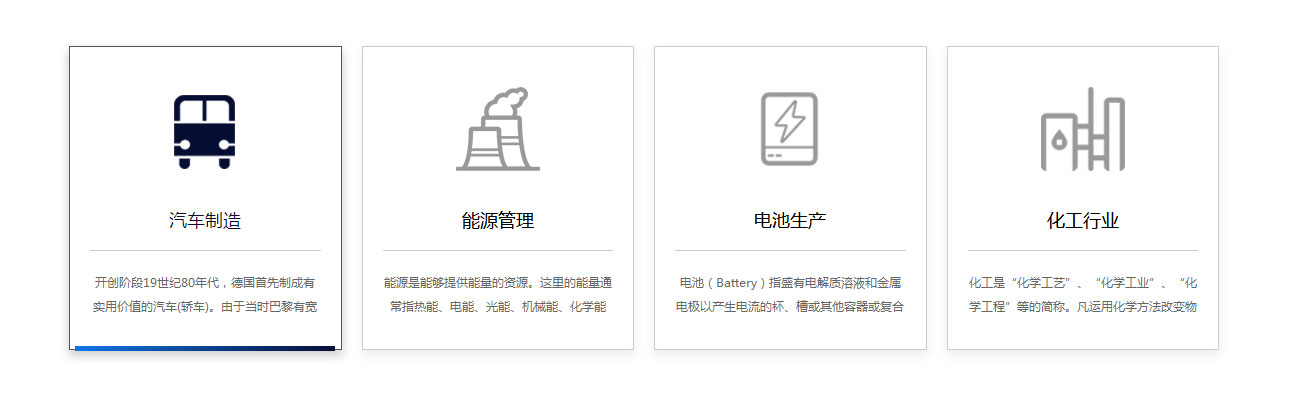 汽车制造
开创阶段19世纪80年代，德国首先制成有
实用价值的汽车(轿车)。由于当时巴黎有宽
能源管理
能源是能够提供能量的资源。这里的能量通
常指热能、电能、光能、机械能、化学能
电池生产
电池（Battery）指盛有电解质溶液和金属
电极以产生电流的杯、槽或其他容器或复合
化工行业
化工是“化学工艺”、“化学工业”、“化
学工程”等的简称。凡运用化学方法改变物